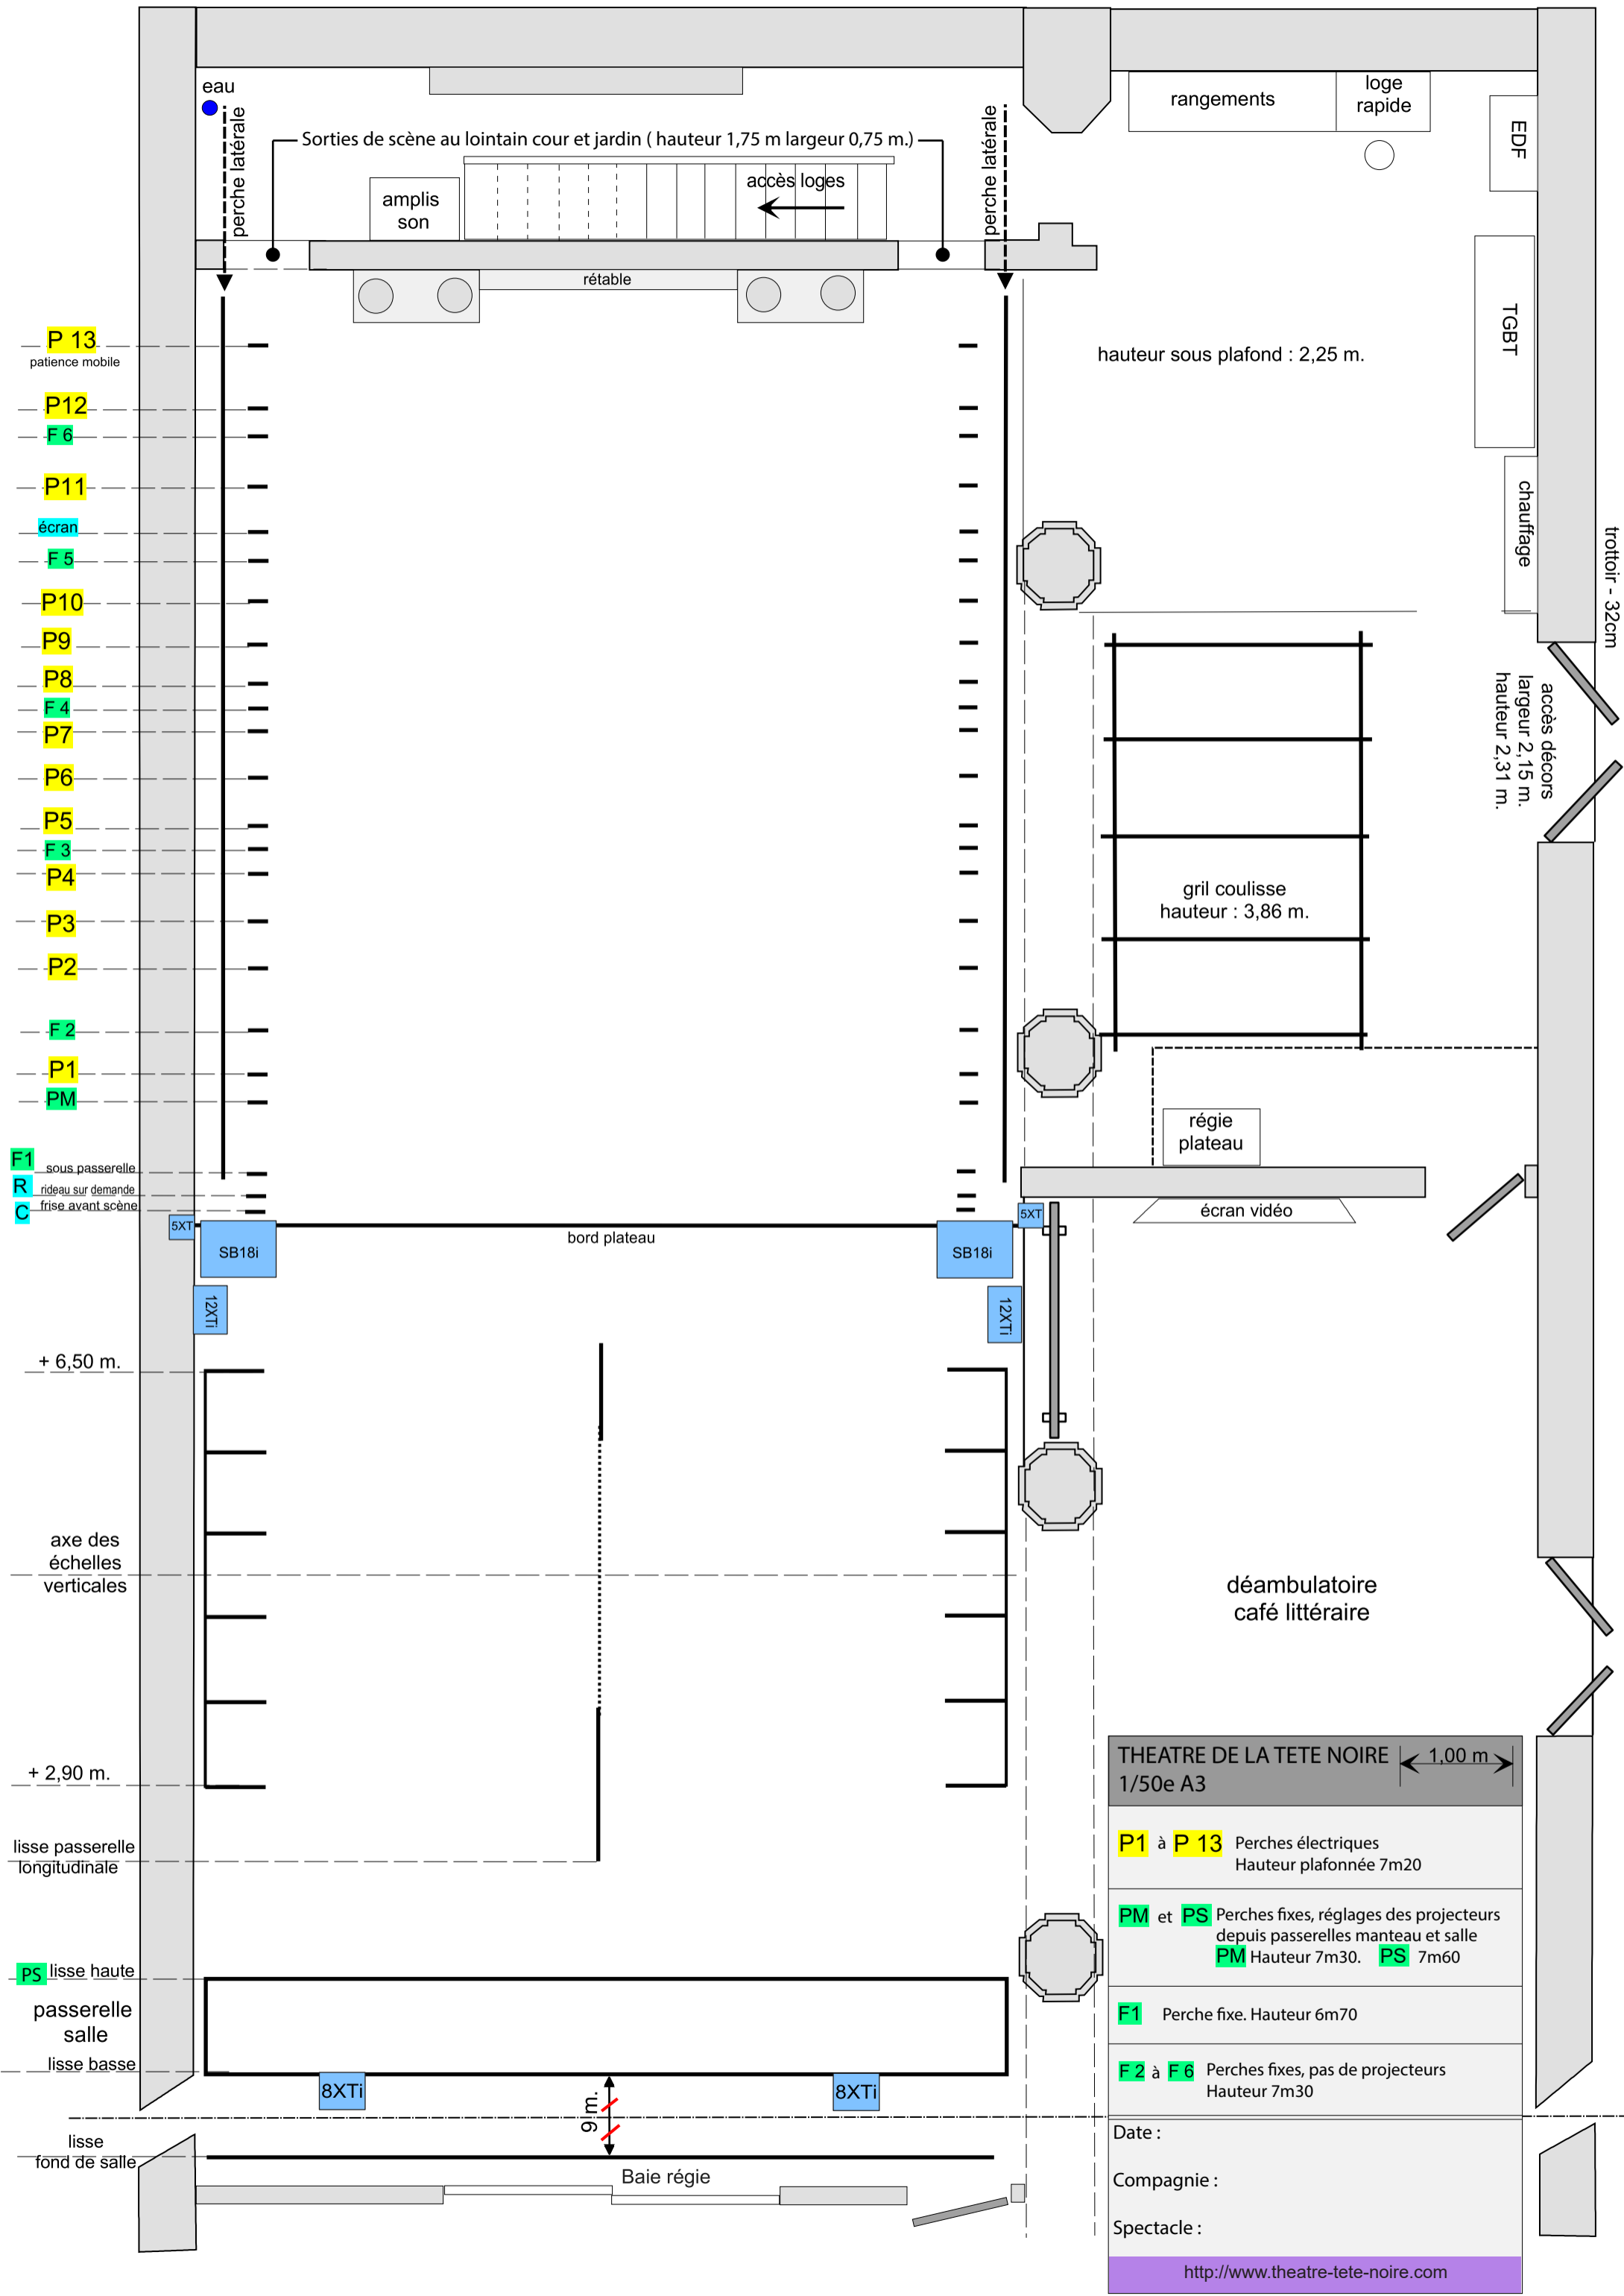 eau
perche latérale
Sorties de scène au lointain cour et jardin ( hauteur 1,75 m largeur 0,75 m.)
perche latérale
rangements
loge
rapide
EDF
amplis
son
accès loges
rétable
TGBT
hauteur sous plafond : 2,25 m.
P 13
patience mobile
P12
F 6
P11
écran
F 5
P10
P9
P8
F 4
P7
P6
P5
F 3
P4
P3
P2
F 2
P1
PM
F1
sous passerelle
R
rideau sur demande
C
frise avant scène
chauffage
trottoir - 32cm
accès décors
largeur 2,15 m.
hauteur 2,31 m.
gril coulisse
hauteur : 3,86 m.
régie
plateau
écran vidéo
5XT
SB18i
bord plateau
SB18i
5XT
12XTi
12XTi
+ 6,50 m.
axe des
échelles
verticales
+ 2,90 m.
lisse passerelle
longitudinale
déambulatoire
café littéraire
PS lisse haute
passerelle
salle
lisse basse
8XTi
8XTi
9 m.
lisse
fond de salle
Baie régie
THEATRE DE LA TETE NOIRE
1,00 m
1/50e A3
P1 à P 13 Perches électriques
Hauteur plafonnée 7m20
PM et PS Perches fixes, réglages des projecteurs
depuis passerelles manteau et salle
PM Hauteur 7m30. PS 7m60
F1 Perche fixe. Hauteur 6m70
F 2 à F 6 Perches fixes, pas de projecteurs
Hauteur 7m30
Date :
Compagnie :
Spectacle :
http://www.theatre-tete-noire.com